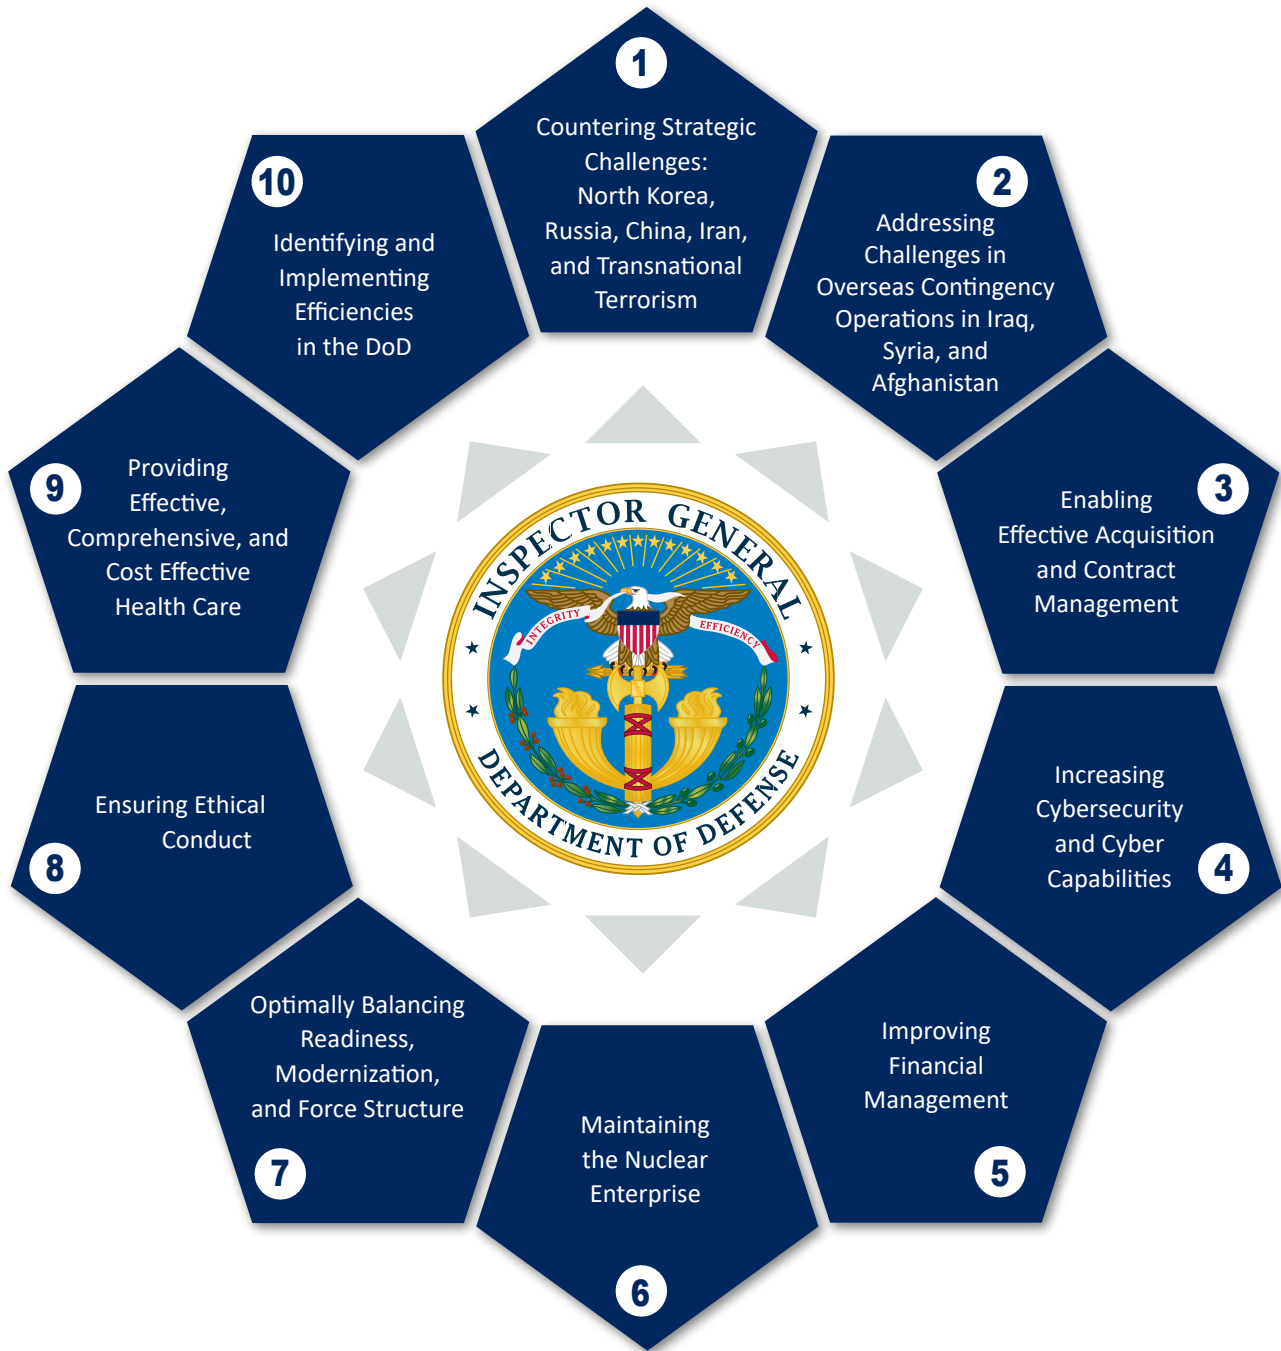 1
Countering Strategic
Challenges:
North Korea,
Russia, China, Iran,
and Transnational
Terrorism
2
Addressing
Challenges in
Overseas Contingency
Operations in Iraq,
Syria, and
Afghanistan
3
Enabling
Effective Acquisition
and Contract
Management
4
Increasing
Cybersecurity
and Cyber
Capabilities
5
Improving
Financial
Management
6
Maintaining
the Nuclear
Enterprise
7
Optimally Balancing
Readiness,
Modernization,
and Force Structure
8
Ensuring Ethical
Conduct
9
Providing
Effective,
Comprehensive, and
Cost Effective
Health Care
10
Identifying and
Implementing
Efficiencies
in the DoD
INSPECTOR GENERAL
INTEGRITY
EFFICIENCY
DEPARTMENT OF DEFENSE